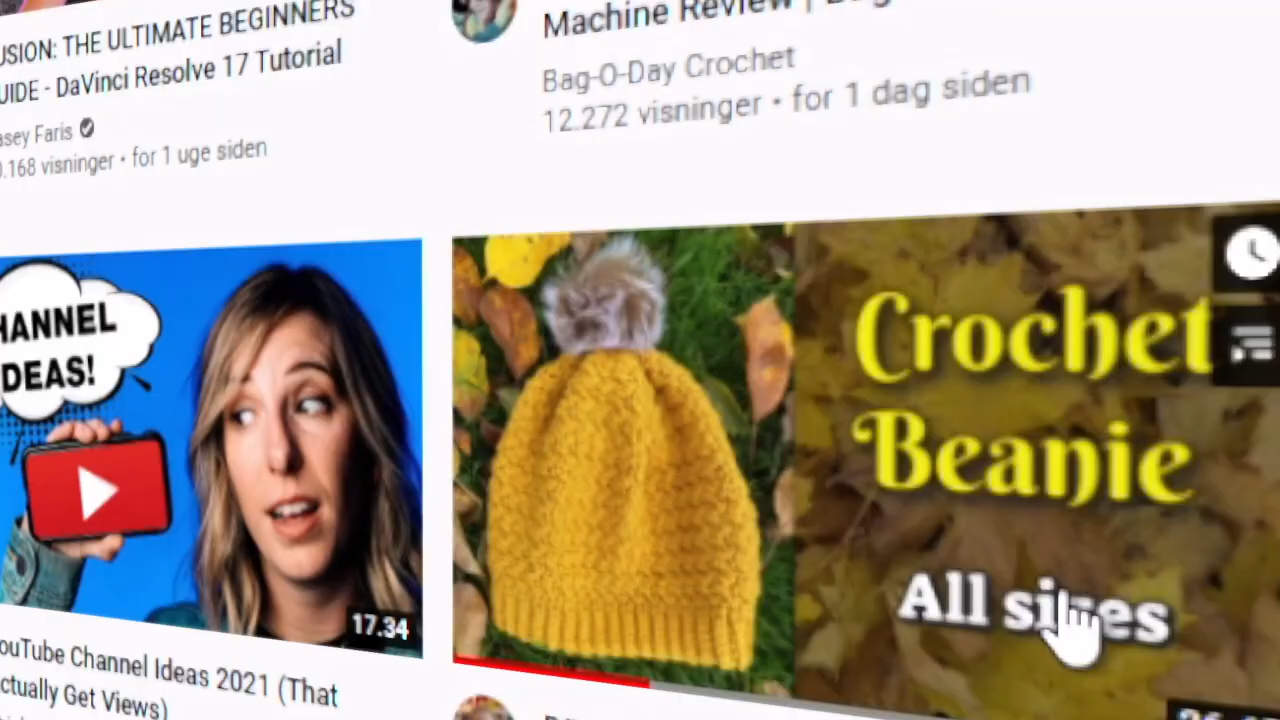 USION: THE ULTIMATE BEGINNERS
UIDE - DaVinci Resolve 17 Tutorial
asey Faris
.168 visninger • for 1 uge siden
Machine Review |
Bag-O-Day Crochet
12.272 visninger • for 1 dag siden
HANNEL
DEAS!
17.34
Crochet
Beanie
All sizes
ouTube Channel Ideas 2021 (That
ctually Get Views)